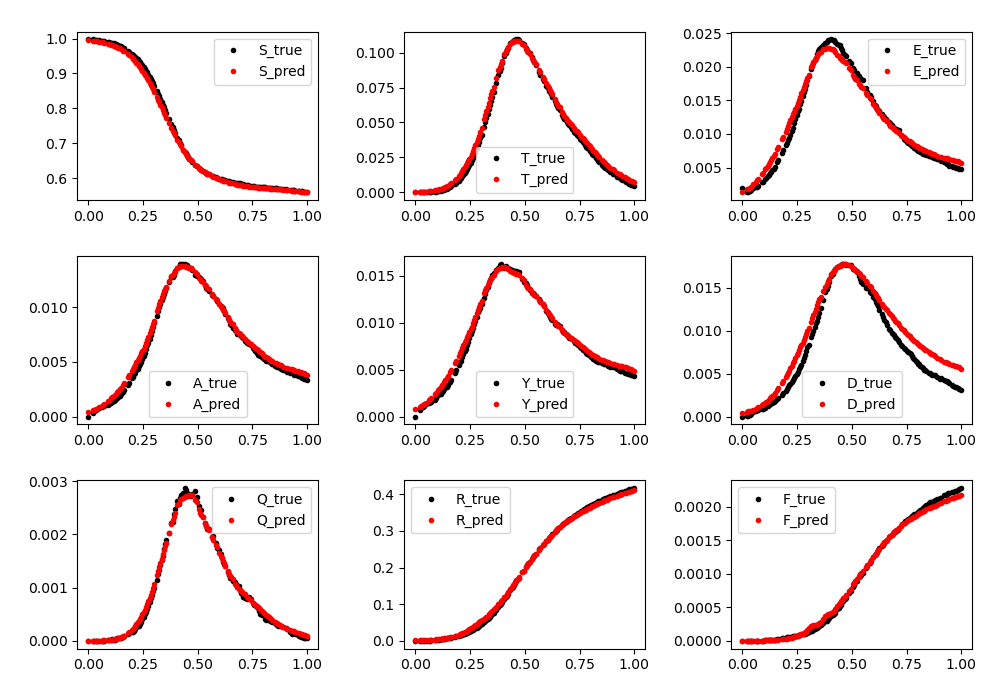 1.0
0.9
0.8
0.7
0.6
0.00 0.25 0.50 0.75 1.00
S_true
S_pred
0.100
0.075
0.050
0.025
0.000
0.00 0.25 0.50 0.75 1.00
T_true
T_pred
0.025
0.020
0.015
0.010
0.005
0.00 0.25 0.50 0.75 1.00
E_true
E_pred
0.010
0.005
0.000
0.00 0.25 0.50 0.75 1.00
A_true
A_pred
0.015
0.010
0.005
0.000
0.00 0.25 0.50 0.75 1.00
Y_true
Y_pred
0.015
0.010
0.005
0.000
0.00 0.25 0.50 0.75 1.00
D_true
D_pred
0.003
0.002
0.001
0.000
0.00 0.25 0.50 0.75 1.00
Q_true
Q_pred
0.4
0.3
0.2
0.1
0.0
0.00 0.25 0.50 0.75 1.00
R_true
R_pred
0.0020
0.0015
0.0010
0.0005
0.0000
0.00 0.25 0.50 0.75 1.00
F_true
F_pred